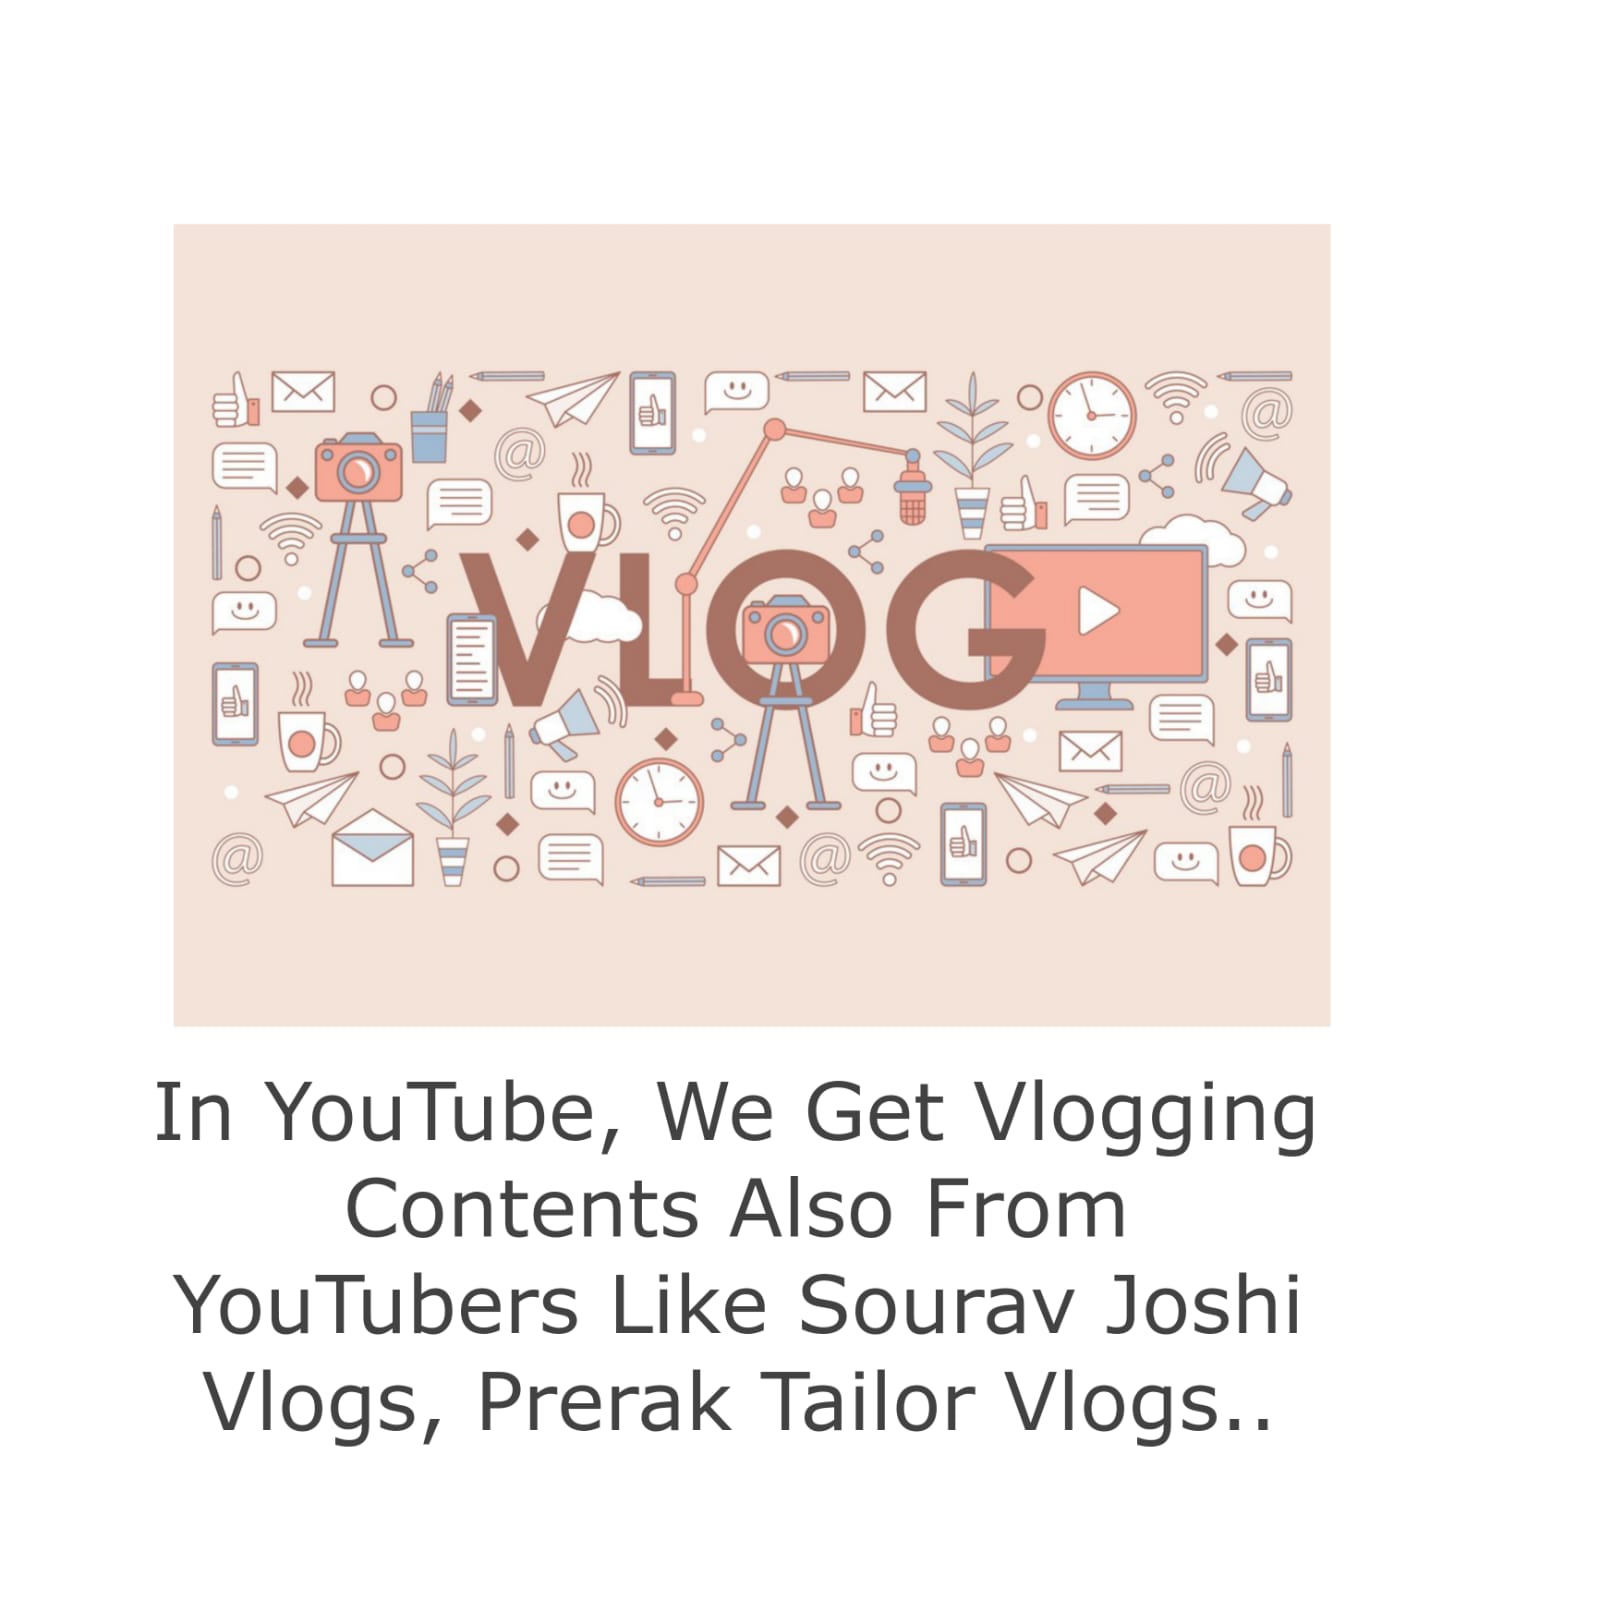 VLOG
In YouTube, We Get Vlogging
Contents Also From
YouTubers Like Sourav Joshi
Vlogs, Prerak Tailor Vlogs..